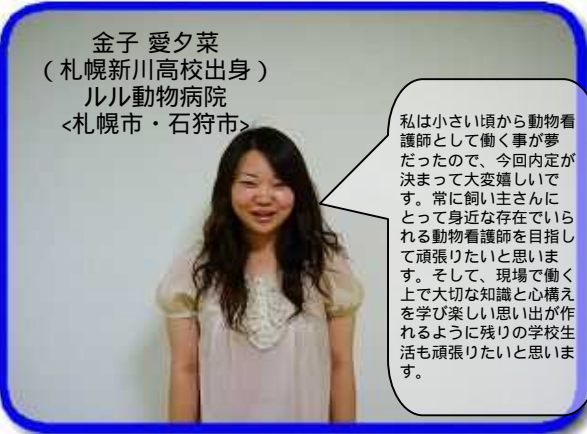 金子 愛夕菜
（札幌新川高校出身）
ルル動物病院
<札幌市・石狩市>
私は小さい頃から動物看
護師として働く事が夢
だったので、今回内定が
決まって大変嬉しいで
す。常に飼い主さんに
とって身近な存在でいら
れる動物看護師を目指し
て頑張りたいと思いま
す。そして、現場で働く
上で大切な知識と心構え
を学び楽しい思い出が作
れるように残りの学校生
活も頑張りたいと思いま
す。